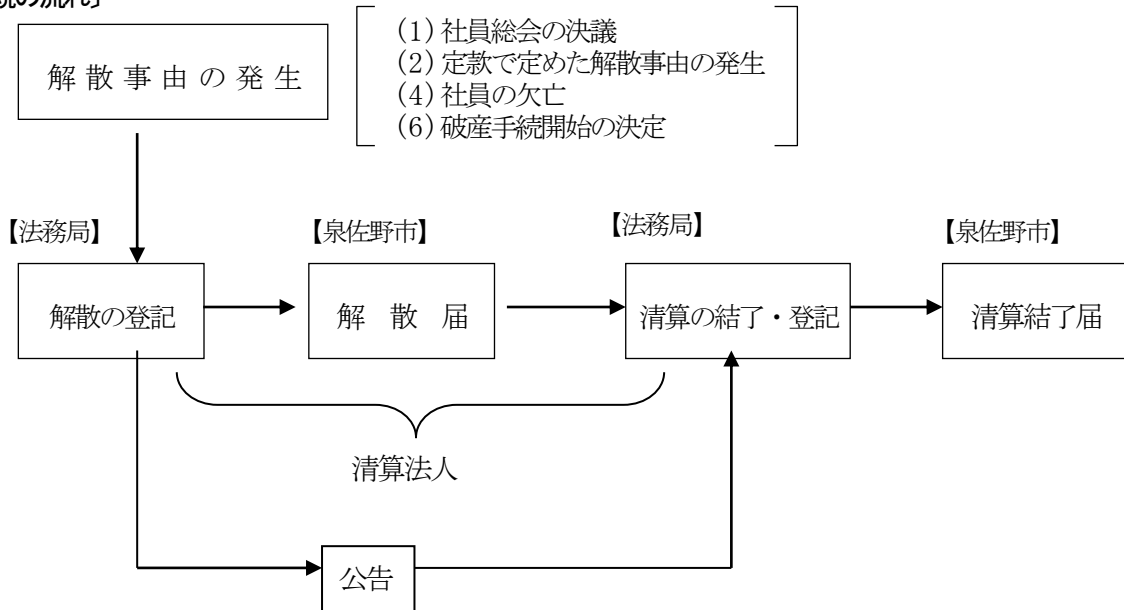 の流れ］
解散事由の発生
(1) 社員総会の決議
(2) 定款で定めた解散事由の発生
(4) 社員の欠亡
(6) 破産手続開始の決定
【法務局】
【泉佐野市】
【法務局】
【泉佐野市】
解散の登記
解散届
清算の結了・登記
清算結了届
清算法人
公告